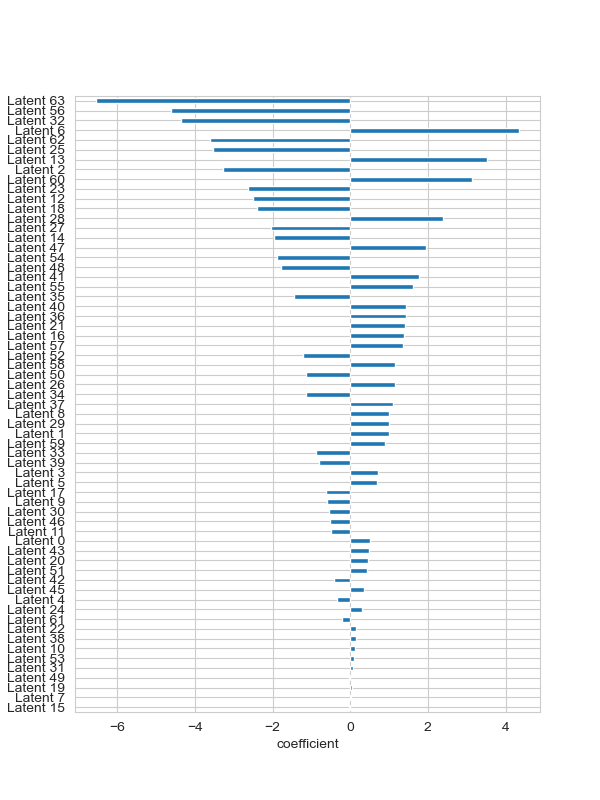 Latent 63
Latent 56
Latent 32
Latent 6
Latent 62
Latent 25
Latent 13
Latent 2
Latent 60
Latent 23
Latent 12
Latent 18
Latent 28
Latent 27
Latent 14
Latent 47
Latent 54
Latent 48
Latent 41
Latent 55
Latent 35
Latent 40
Latent 36
Latent 21
Latent 16
Latent 57
Latent 52
Latent 58
Latent 50
Latent 26
Latent 34
Latent 37
Latent 8
Latent 29
Latent 1
Latent 59
Latent 33
Latent 39
Latent 3
Latent 5
Latent 17
Latent 9
Latent 30
Latent 46
Latent 11
Latent 0
Latent 43
Latent 20
Latent 51
Latent 42
Latent 45
Latent 4
Latent 24
Latent 61
Latent 22
Latent 38
Latent 10
Latent 53
Latent 31
Latent 49
Latent 19
Latent 7
Latent 15
−6 −4 −2 0 2 4
coefficient